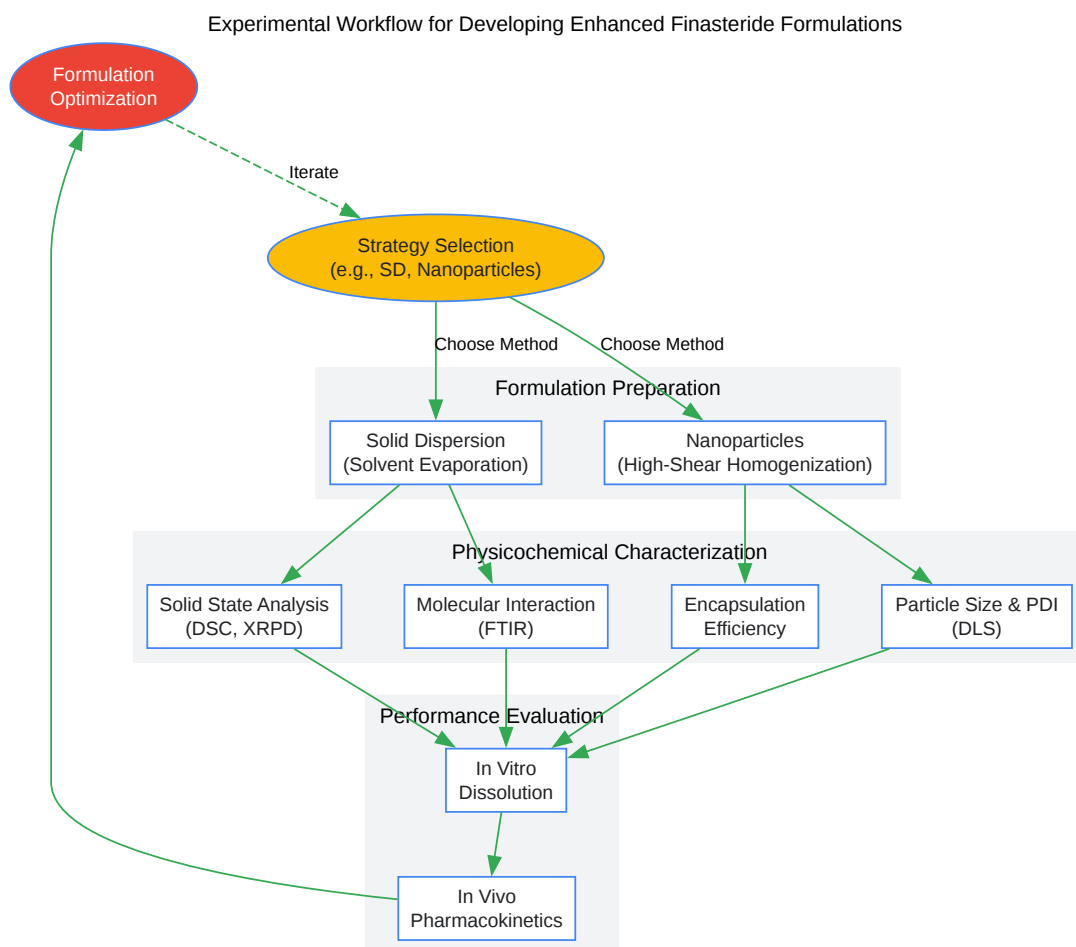 Experimental Workflow for Developing Enhanced Finasteride Formulations
Formulation
Optimization
Iterate
Strategy Selection
(e.g., SD, Nanoparticles)
Choose Method
Choose Method
Formulation Preparation
Solid Dispersion
(Solvent Evaporation)
Nanoparticles
(High-Shear Homogenization)
Physicochemical Characterization
Solid State Analysis
(DSC, XRPD)
Molecular Interaction
(FTIR)
Encapsulation
Efficiency
Particle Size & PDI
(DLS)
Performance Evaluation
In Vitro
Dissolution
In Vivo
Pharmacokinetics